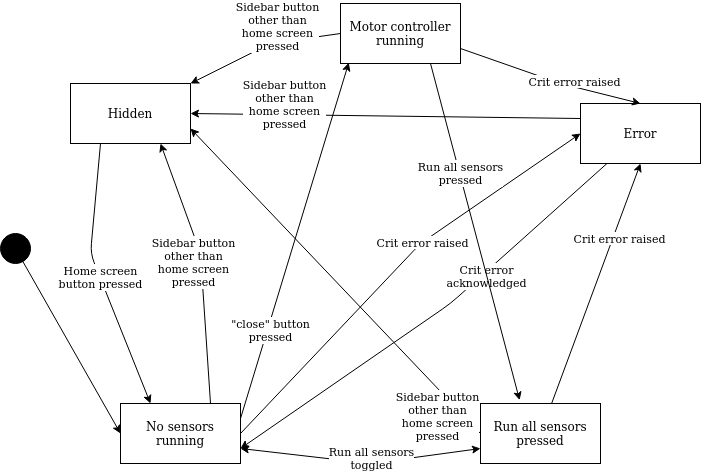 Sidebar button
other than
home screen
pressed
Motor controller
running
Crit error raised
Hidden
Sidebar button
other than
home screen
pressed
Error
Run all sensors
pressed
Home screen
button pressed
Sidebar button
other than
home screen
pressed
Crit error raised
Crit error raised
Crit error
acknowledged
"close" button
pressed
Sidebar button
other than
home screen
pressed
No sensors
running
Run all sensors
toggled
Run all sensors
pressed